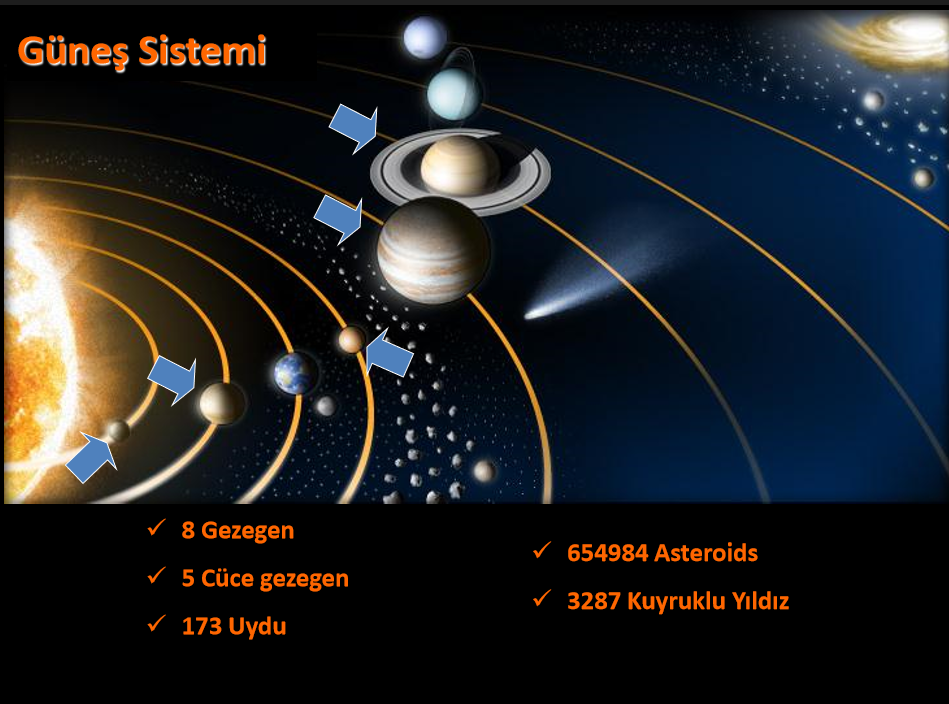 Güneş Sistemi
8 Gezegen
5 Cüce gezegen
173 Uydu
654984 Asteroids
3287 Kuyruklu Yıldız